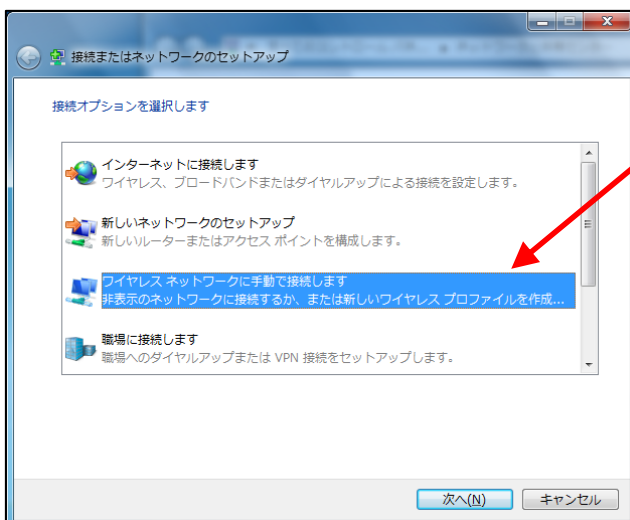 接続またはネットワークのセットアップ
接続オプションを選択します
インターネットに接続します
ワイヤレス、ブロードバンドまたはダイヤルアップによる接続を設定します。
新しいネットワークのセットアップ
新しいルーターまたはアクセス ポイントを構成します。
ワイヤレス ネットワークに手動で接続します
非表示のネットワークに接続するか、または新しいワイヤレス プロファイルを作成...
職場に接続します
職場へのダイヤルアップまたは VPN 接続をセットアップします。
次へ(N) キャンセル